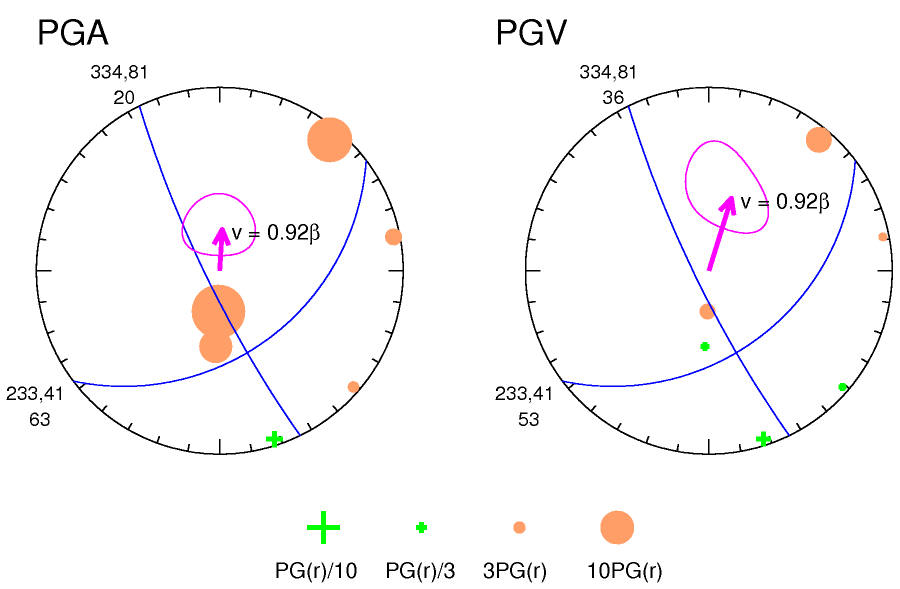 PGA
334,81
20
v = 0.92β
233,41
63
PGV
334,81
36
v = 0.92β
233,41
53
PG(r)/10 PG(r)/3 3PG(r) 10PG(r)